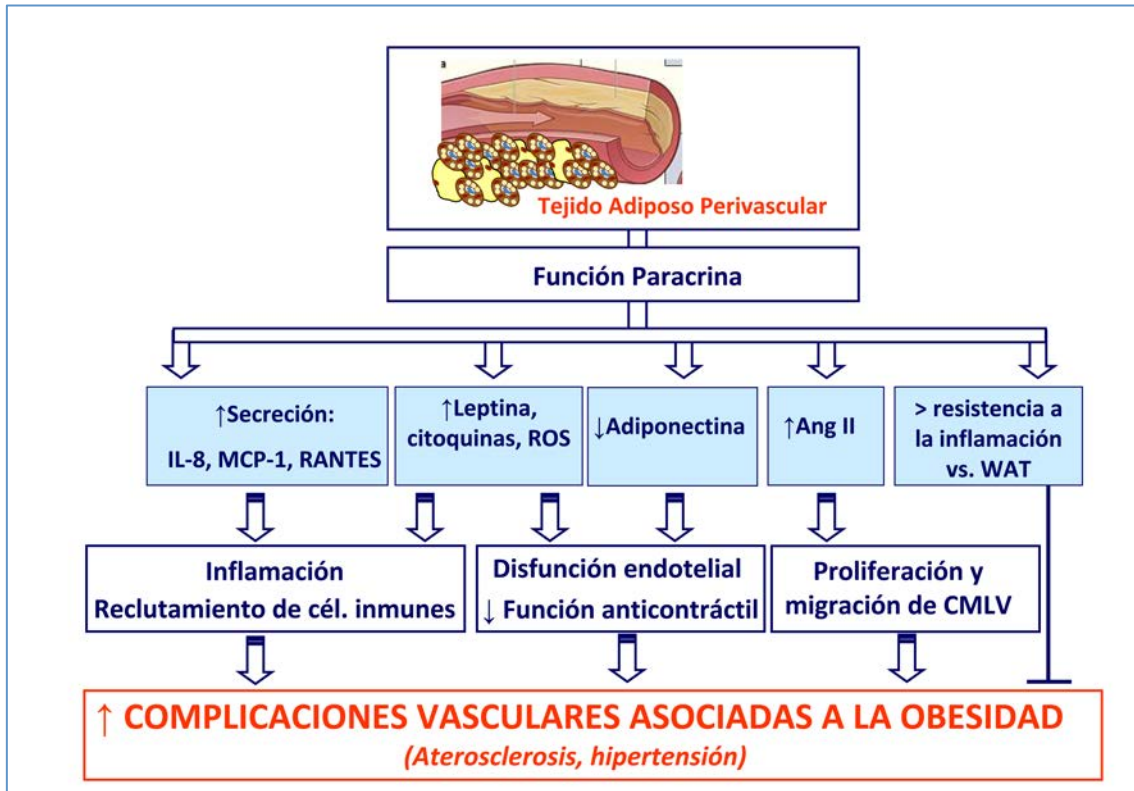 a
Tejido Adiposo Perivascular
Función Paracrina
↑Secreción:
IL-8, MCP-1, RANTES
↑Leptina,
citoquinas, ROS
↓Adiponectina
↑Ang II
> resistencia a
la inflamación
vs. WAT
Inflamación
Reclutamiento de cél. inmunes
Disfunción endotelial
↓ Función anticontráctil
Proliferación y
migración de CMLV
↑ COMPLICACIONES VASCULARES ASOCIADAS A LA OBESIDAD
(Aterosclerosis, hipertensión)